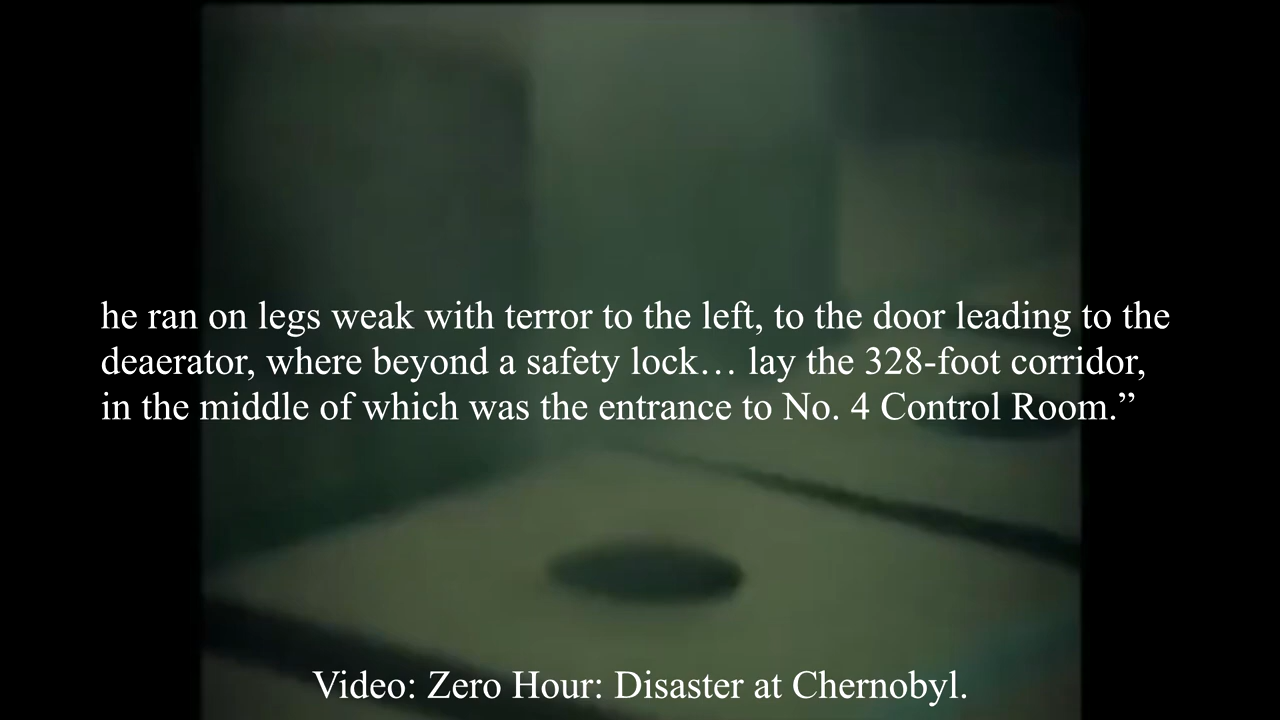 he ran on legs weak with terror to the left, to the door leading to the
deaerator, where beyond a safety lock… lay the 328-foot corridor,
in the middle of which was the entrance to No. 4 Control Room.”
Video: Zero Hour: Disaster at Chernobyl.